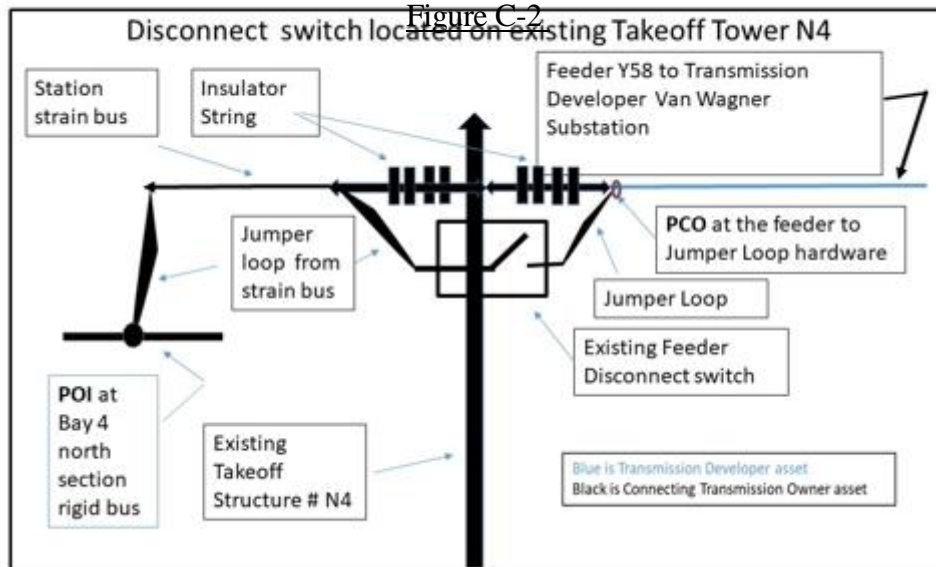 Figure C-2
Disconnect switch located on existing Takeoff Tower N4
Station
strain bus
Insulator
String
Feeder Y58 to Transmission
Developer Van Wagner
Substation
PCO at the feeder to
Jumper Loop hardware
Jumper
loop from
strain bus
Jumper Loop
Existing Feeder
Disconnect switch
POI at
Bay 4
north
section
rigid bus
Existing
Takeoff
Structure # N4
Blue is Transmission Developer asset
Black is Connecting Transmission Owner asset